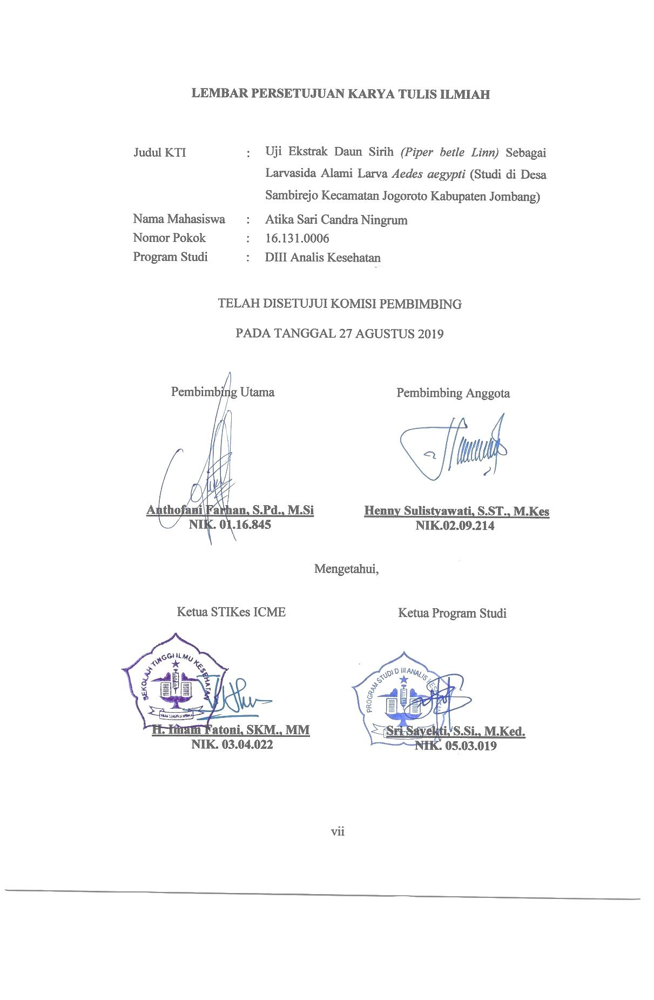 LEMBAR PERSETUJUAN KARYA TULIS ILMIAH
Judul KTI : Uji Ekstrak Daun Sirih (Piper betle Linn) Sebagai
Larvasida Alami Larva Aedes aegypti (Studi di Desa
Sambirejo Kecamatan Jogoroto Kabupaten Jombang)
Nama Mahasiswa : Atika Sari Candra Ningrum
Nomor Pokok : 16.131.0006
Program Studi : DIII Analis Kesehatan
TELAH DISETUJUI KOMISI PEMBIMBING
PADA TANGGAL 27 AGUSTUS 2019
Pembimbing Utama Pembimbing Anggota
Anthofani Farhan, S.Pd., M.Si Henny Sulistyawati, S.ST., M.Kes
NIK. 01.16.845 NIK.02.09.214
Mengetahui,
Ketua STIKes ICME Ketua Program Studi
SEKOLAH TINGGI ILMU KESEHATAN PROGRAM STUDI D III ANALIS KESEHATAN
H. Imam Fatoni, SKM., MM Sri Sayekti, S.Si., M.Ked.
NIK. 03.04.022 NIK. 05.03.019
vii